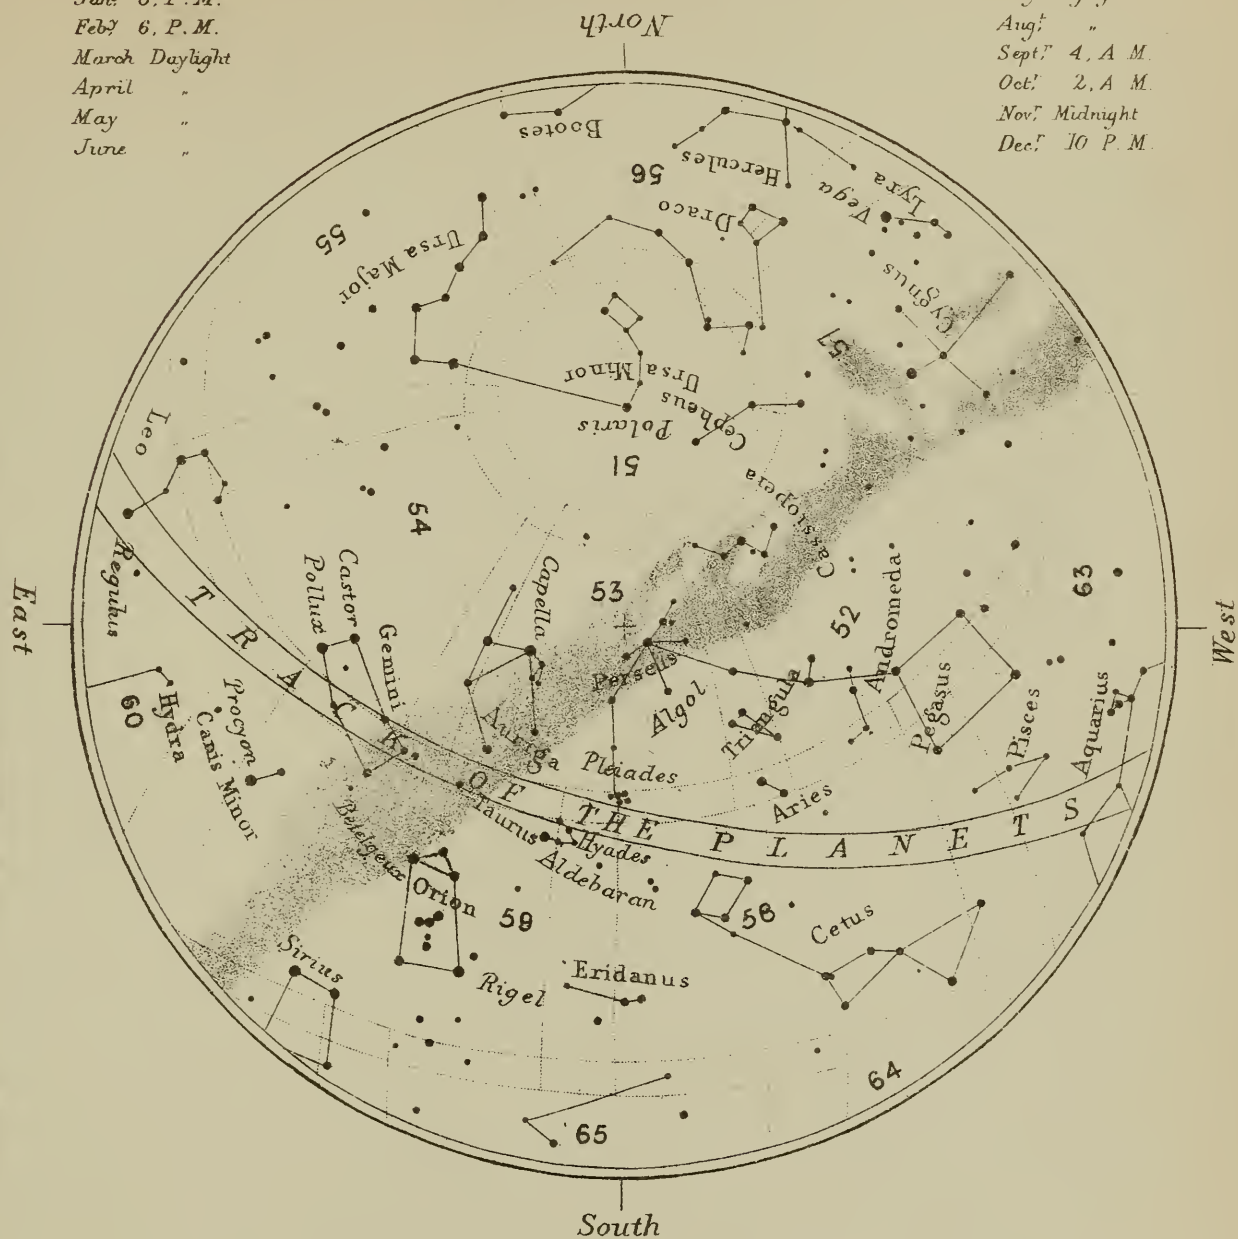 Feb.y 6, P.M.
March Daylight
April "
May "
June "
Aug.t "
Sept.r 4, A M.
Oct.r 2, A M
Nov.r Midnight
Dec.r 10 P. M.
North
Bootes
Hercules
56
Lyra
Vega
Draco
55
Ursa Major
Cygnus
57
Ursa Minor
Cepheus
Polaris
51
Leo
54
Cassiopera
Regulus
Castor
Pollux
Gemini
Capella
53
52
Andromeda
63
East
West
TRACK OF THE PLANETS
Perseus
Algol
Triangula
Pegasus
Pisces
Aquarius
60
Hydra
Procyon
Canis Minor
Auriga
Pleiades
Aries
Taurus
Hyades
Aldebaran
Betelgeux
Orion
59
58
Cetus
Sirius
Rigel
Eridanus
64
65
South